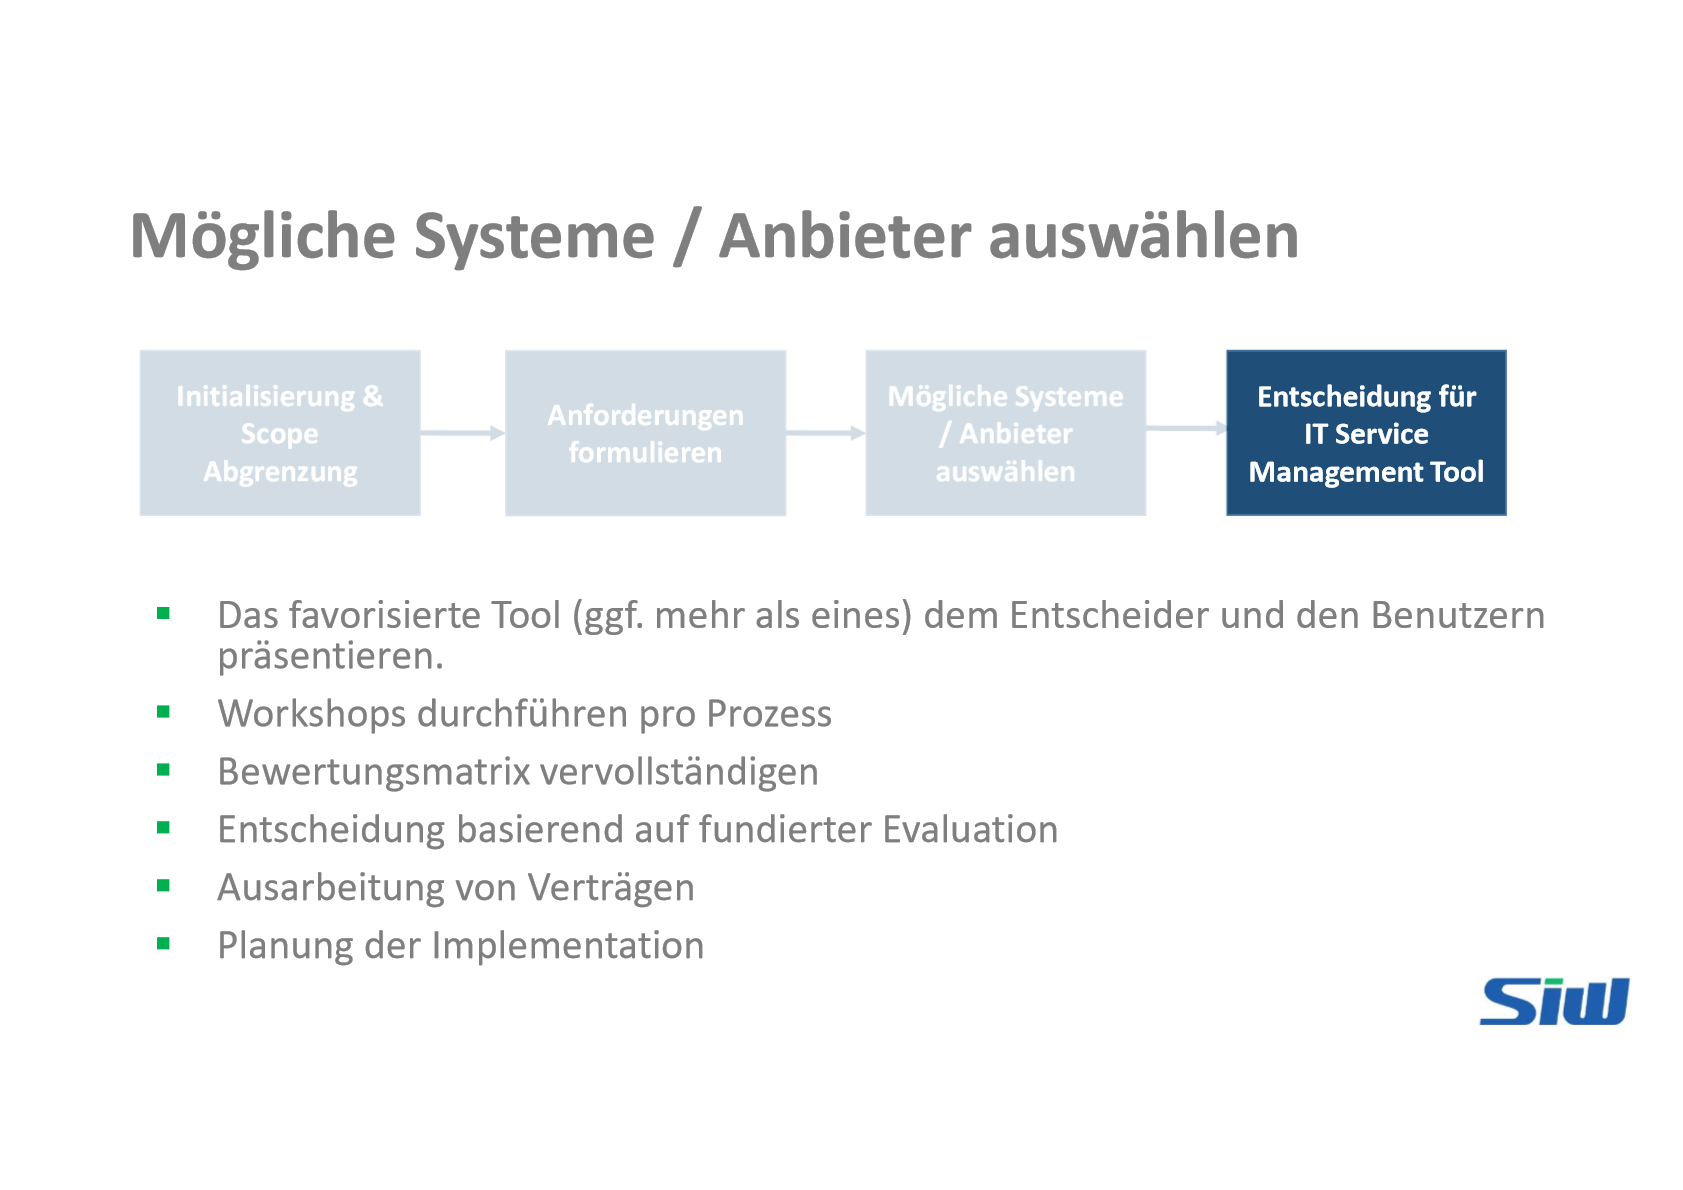 Mögliche Systeme / Anbieter auswählen
Initialisierung &
Scope
Abgrenzung
Anforderungen
formulieren
Mögliche Systeme
/ Anbieter
auswählen
Entscheidung für
IT Service
Management Tool
Das favorisierte Tool (ggf. mehr als eines) dem Entscheider und den Benutzern
präsentieren.
Workshops durchführen pro Prozess
Bewertungsmatrix vervollständigen
Entscheidung basierend auf fundierter Evaluation
Ausarbeitung von Verträgen
Planung der Implementation
Siw